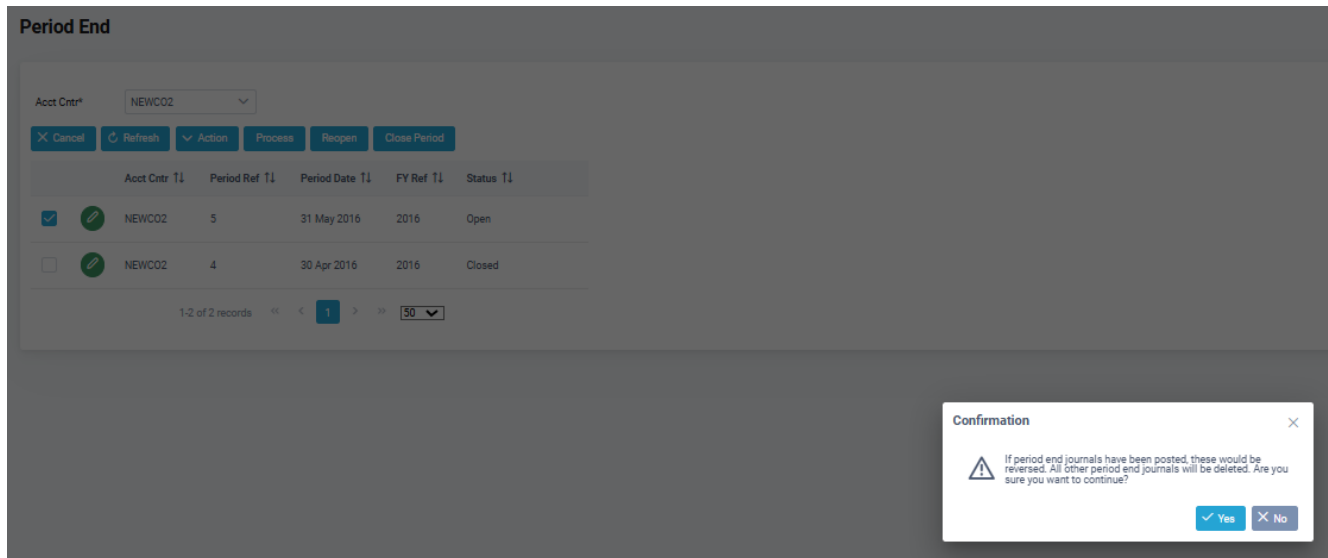 Period End
Acct Cntr* NEWCO2
Cancel Refresh Action Process Reopen Close Period
Acct Cntr Period Ref Period Date FY Ref Status
NEWCO2 5 31 May 2016 2016 Open
NEWCO2 4 30 Apr 2016 2016 Closed
1-2 of 2 records « < 1 > » 50
Confirmation
If period end journals have been posted, these would be
reversed. All other period end journals will be deleted. Are you
sure you want to continue?
Yes No